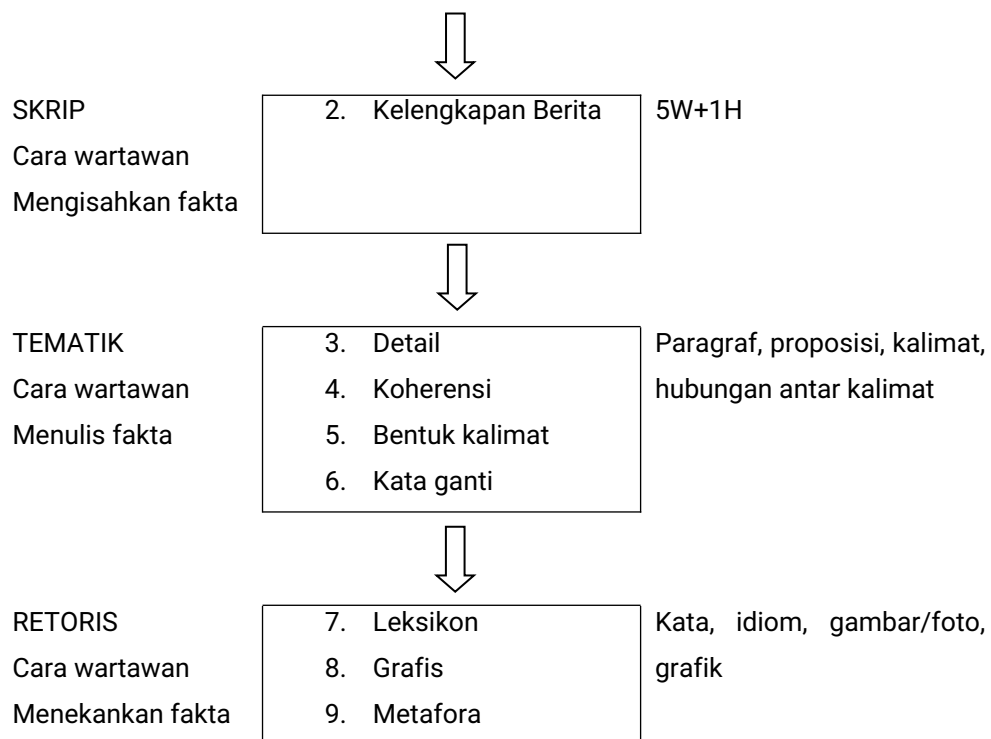 SKRIP 2. Kelengkapan Berita 5W+1H
Cara wartawan
Mengisahkan fakta
TEMATIK 3. Detail Paragraf, proposisi, kalimat,
Cara wartawan 4. Koherensi hubungan antar kalimat
Menulis fakta 5. Bentuk kalimat
6. Kata ganti
RETORIS 7. Leksikon Kata, idiom, gambar/foto,
Cara wartawan 8. Grafis grafik
Menekankan fakta 9. Metafora